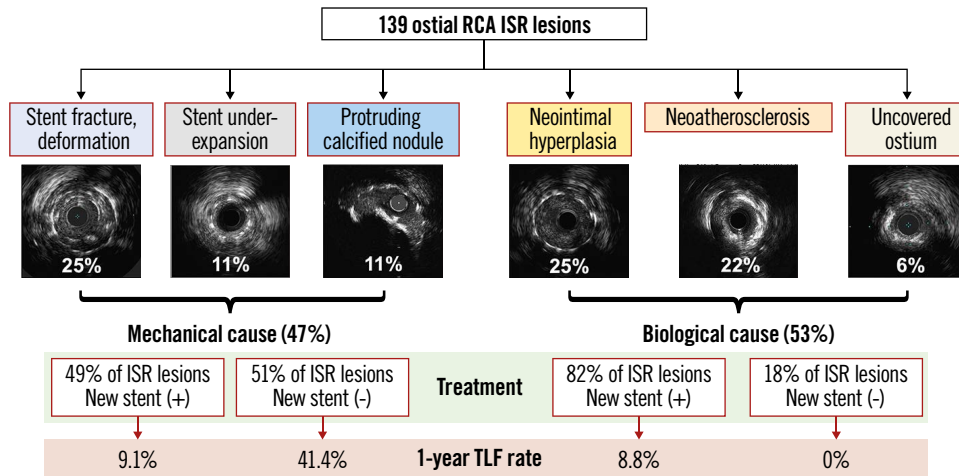 139 ostial RCA ISR lesions
Stent fracture,
deformation
Stent under-
expansion
Protruding
calcified nodule
Neointimal
hyperplasia
Neoatherosclerosis
Uncovered
ostium
25%
11%
11%
25%
22%
6%
Mechanical cause (47%)
Biological cause (53%)
49% of ISR lesions
New stent (+)
51% of ISR lesions
New stent (-)
Treatment
82% of ISR lesions
New stent (+)
18% of ISR lesions
New stent (-)
9.1%
41.4%
1-year TLF rate
8.8%
0%